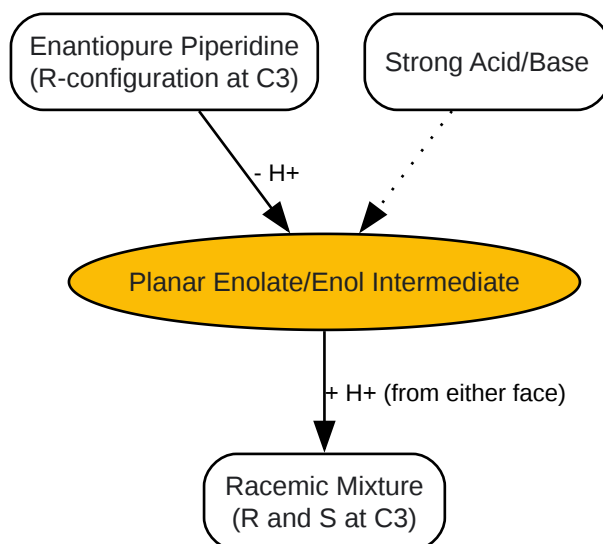 Enantiopure Piperidine
(R-configuration at C3)
Strong Acid/Base
- H+
Planar Enolate/Enol Intermediate
+ H+ (from either face)
Racemic Mixture
(R and S at C3)